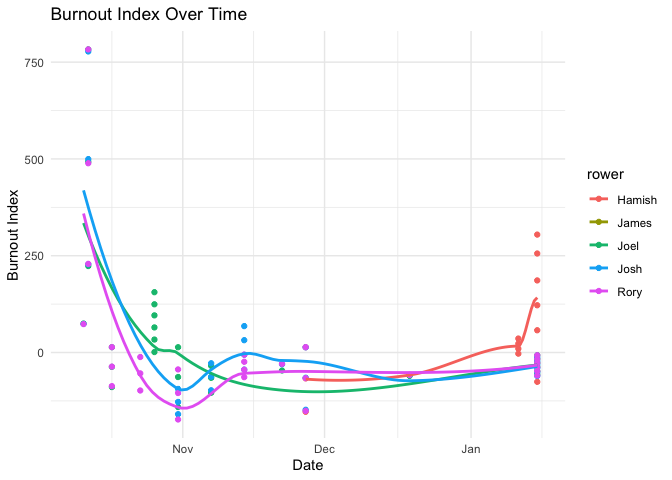 Burnout Index Over Time
750
500
250
0
Burnout Index
Nov
Dec
Jan
Date
rower
Hamish
James
Joel
Josh
Rory